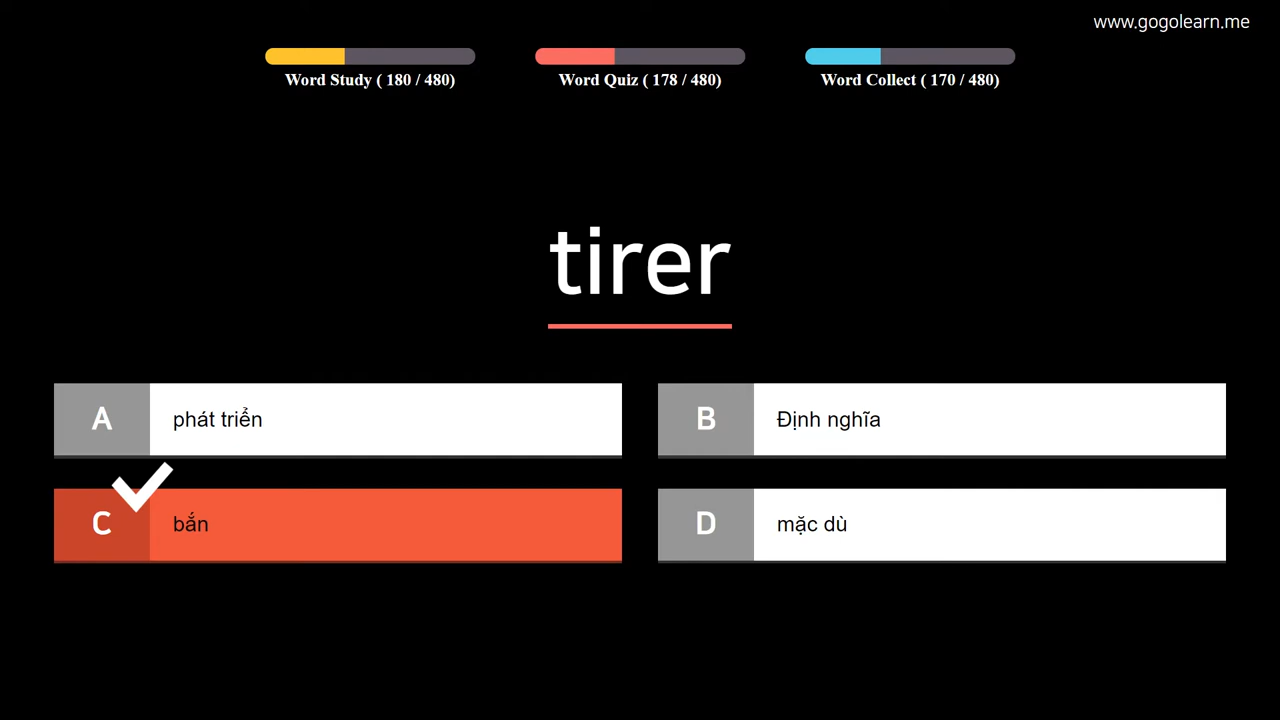 www.gogolearn.me
Word Study ( 180 / 480)
Word Quiz ( 178 / 480)
Word Collect ( 170 / 480)
tirer
A phát triển
B Định nghĩa
C bắn
D mặc dù